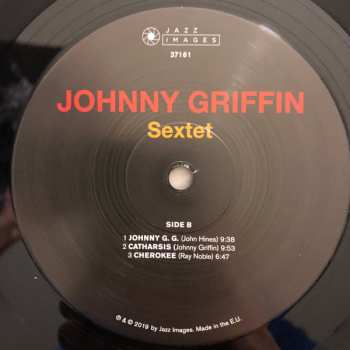 JAZZ
IMAGES
37161
JOHNNY GRIFFIN
Sextet
SIDE B
1 JOHNNY G. G. (John Hines) 9:38
2 CATHARSIS (Johnny Griffin) 9:53
3 CHEROKEE (Ray Noble) 6:47
℗ & © 2019 by Jazz Images. Made in the E.U.